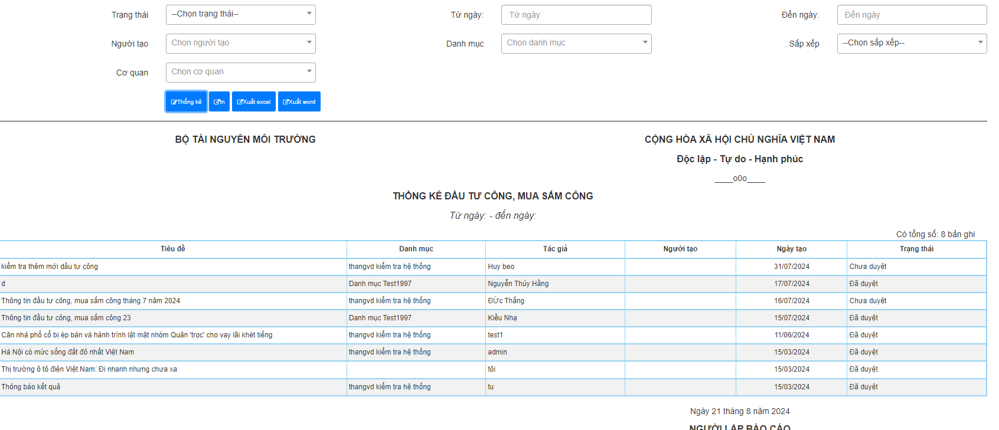 Trạng thái --Chọn trạng thái-- Từ ngày: Từ ngày Đến ngày: Đến ngày
Người tạo Chọn người tạo Danh mục Chọn danh mục Sắp xếp --Chọn sắp xếp--
Cơ quan Chọn cơ quan
Thống kê In Xuất excel Xuất word
BỘ TÀI NGUYÊN MÔI TRƯỜNG CỘNG HÒA XÃ HỘI CHỦ NGHĨA VIỆT NAM
Độc lập - Tự do - Hạnh phúc
____o0o____
THỐNG KÊ ĐẦU TƯ CÔNG, MUA SẮM CÔNG
Từ ngày: - đến ngày:
Có tổng số: 8 bản ghi
Tiêu đề Danh mục Tác giả Người tạo Ngày tạo Trạng thái
kiểm tra thêm mới dầu tư công thangvd kiểm tra hệ thống Huy beo 31/07/2024 Chưa duyệt
d Danh mục Test1997 Nguyễn Thúy Hằng 17/07/2024 Đã duyệt
Thông tin đầu tư công, mua sắm công tháng 7 năm 2024 thangvd kiểm tra hệ thống ĐỨc Thắng 16/07/2024 Chưa duyệt
Thông tin đầu tư công, mua sắm công 23 Danh mục Test1997 Kiều Nhạ 15/07/2024 Đã duyệt
Căn nhà phố cổ bị ép bán và hành trình lật mặt nhóm Quân 'trọc' cho vay lãi khét tiếng thangvd kiểm tra hệ thống test1 11/06/2024 Đã duyệt
Hà Nội có mức sống đắt đỏ nhất Việt Nam thangvd kiểm tra hệ thống admin 15/03/2024 Đã duyệt
Thị trường ô tô điện Việt Nam: Đi nhanh nhưng chưa xa tôi 15/03/2024 Đã duyệt
Thông báo kết quả thangvd kiểm tra hệ thống tu 15/03/2024 Đã duyệt
Ngày 21 tháng 8 năm 2024
NGƯỜI LẬP BÁO CÁO